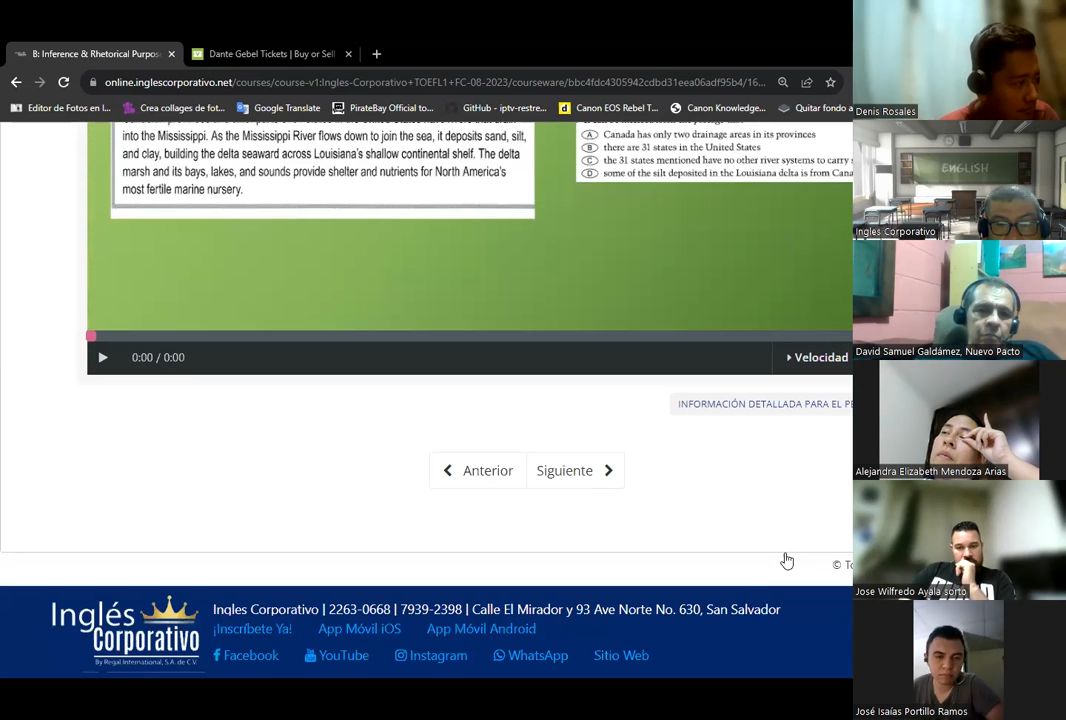 B: Inference & Rhetorical Purpos
Dante Gebel Tickets | Buy or Sell
online.inglescorporativo.net/courses/course-v1:Ingles-Corporativo+TOEFL1+FC-08-2023/courseware/bbc4fdc4305942cdbd31eea06adf95b4/16...
Editor de Fotos en l...
Crea collages de fot...
Google Translate
PirateBay Official to...
GitHub - iptv-restre...
Canon EOS Rebel T...
Canon Knowledge...
Quitar fondo a
into the Mississippi. As the Mississippi River flows down to join the sea, it deposits sand, silt,
and clay, building the delta seaward across Louisiana's shallow continental shelf. The delta
marsh and its bays, lakes, and sounds provide shelter and nutrients for North America's
most fertile marine nursery.
A Canada has only two drainage areas in its provinces
B there are 31 states in the United States
C the 31 states mentioned have no other river systems to carry s
D some of the silt deposited in the Louisiana delta is from Cana
0:00 / 0:00
Velocidad
INFORMACIÓN DETALLADA PARA EL PE
Anterior
Siguiente
© To
Inglés
Corporativo
By Regal International, S.A. de C.V.
Ingles Corporativo | 2263-0668 | 7939-2398 | Calle El Mirador y 93 Ave Norte No. 630, San Salvador
¡Inscríbete Ya!
App Móvil iOS
App Móvil Android
Facebook
YouTube
Instagram
WhatsApp
Sitio Web
Denis Rosales
ENGLISH
Ingles Corporativo
David Samuel Galdámez, Nuevo Pacto
Alejandra Elizabeth Mendoza Arias
Jose Wilfredo Ayala sorto
José Isaías Portillo Ramos